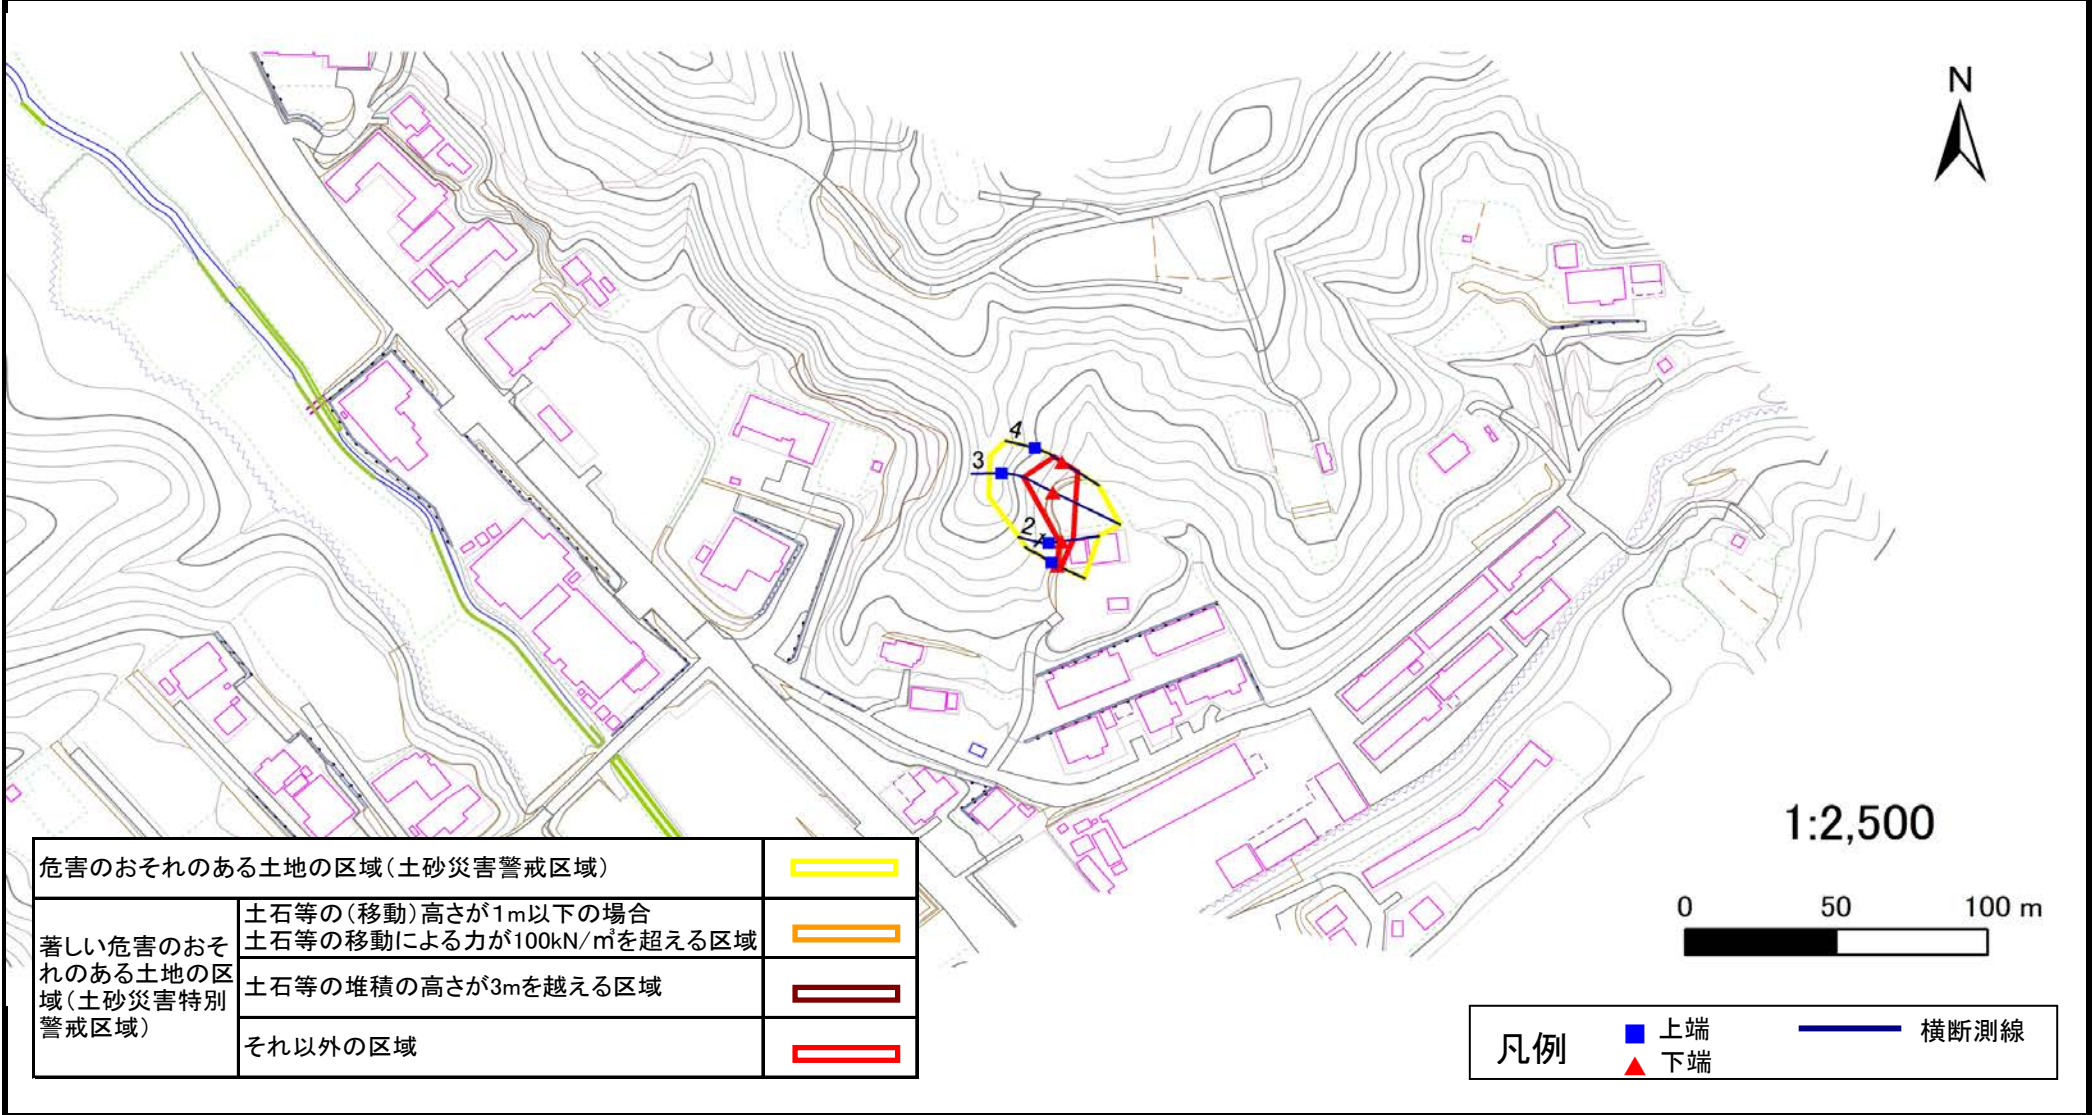 N
4
3
2
1:2,500
0 50 100 m
危害のおそれのある土地の区域(土砂災害警戒区域)
著しい危害のおそ
れのある土地の区
域(土砂災害特別
警戒区域)
土石等の(移動)高さが1m以下の場合
土石等の移動による力が100kN/㎡を超える区域
土石等の堆積の高さが3mを越える区域
それ以外の区域
凡例
上端
下端
横断測線